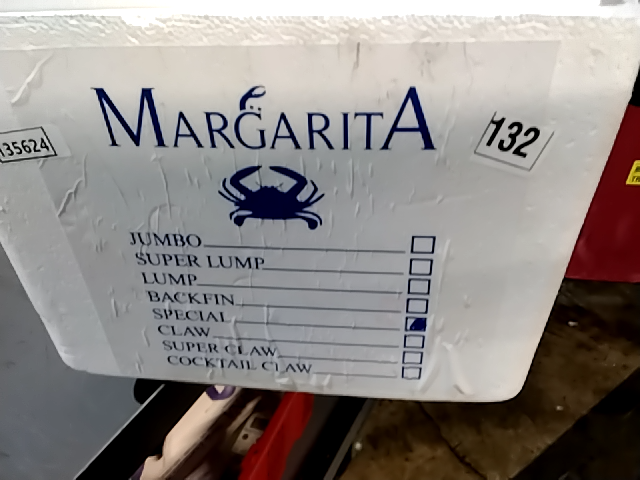 MARGARITA
35624
132
JUMBO
SUPER LUMP
LUMP
BACKFIN
SPECIAL
CLAW
SUPER CLAW
COCKTAIL CLAW